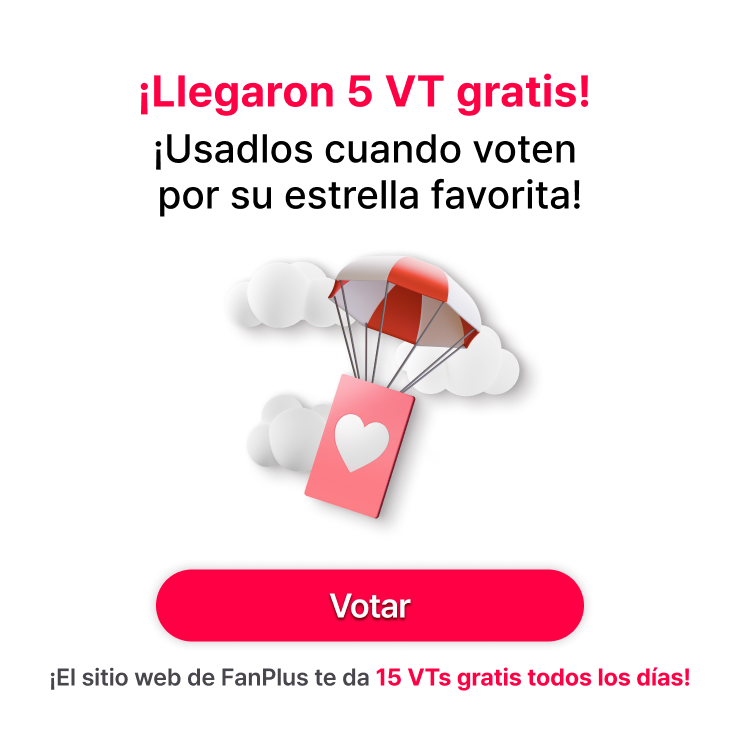 ¡Llegaron 5 VT gratis!
¡Usadlos cuando voten
por su estrella favorita!
Votar
¡El sitio web de FanPlus te da 15 VTs gratis todos los días!